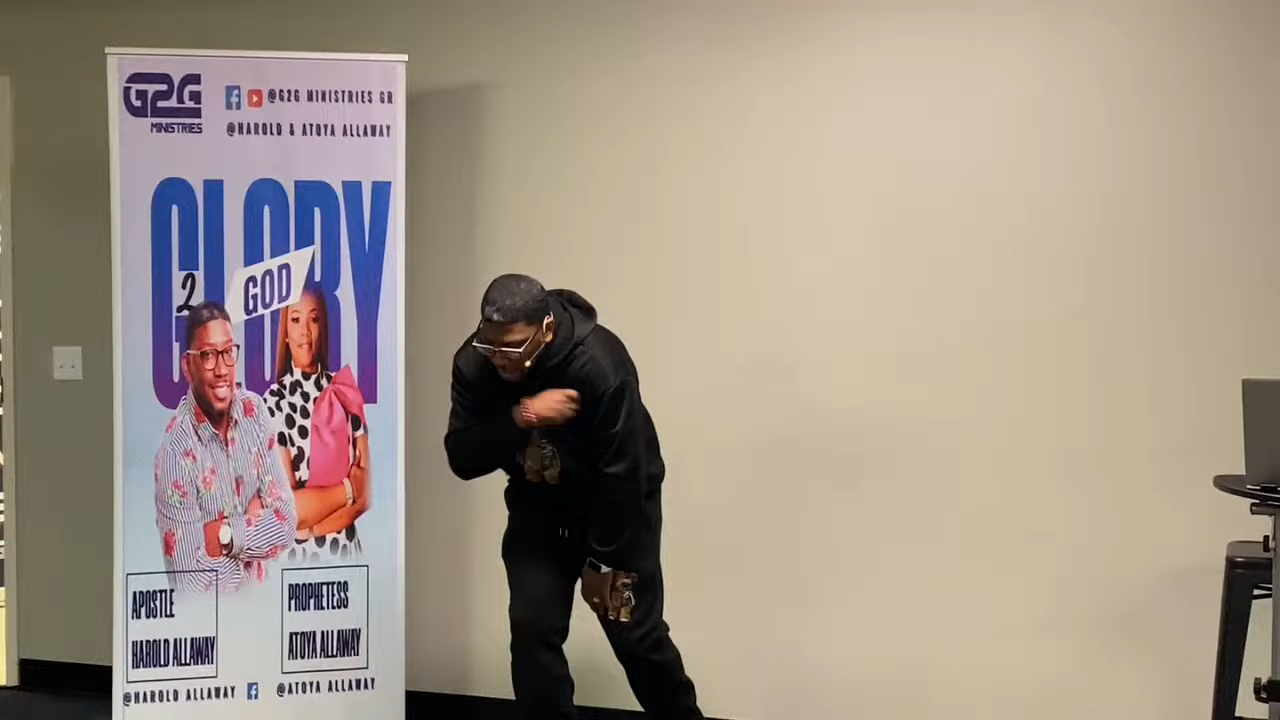 G2G
MINISTRIES
@G2G MINISTRIES GR
@HAROLD & ATOYA ALLAWAY
GLORY
2
GOD
APOSTLE
HAROLD ALLAWAY
PROPHETESS
ATOYA ALLAWAY
@HAROLD ALLAWAY
@ATOYA ALLAWAY